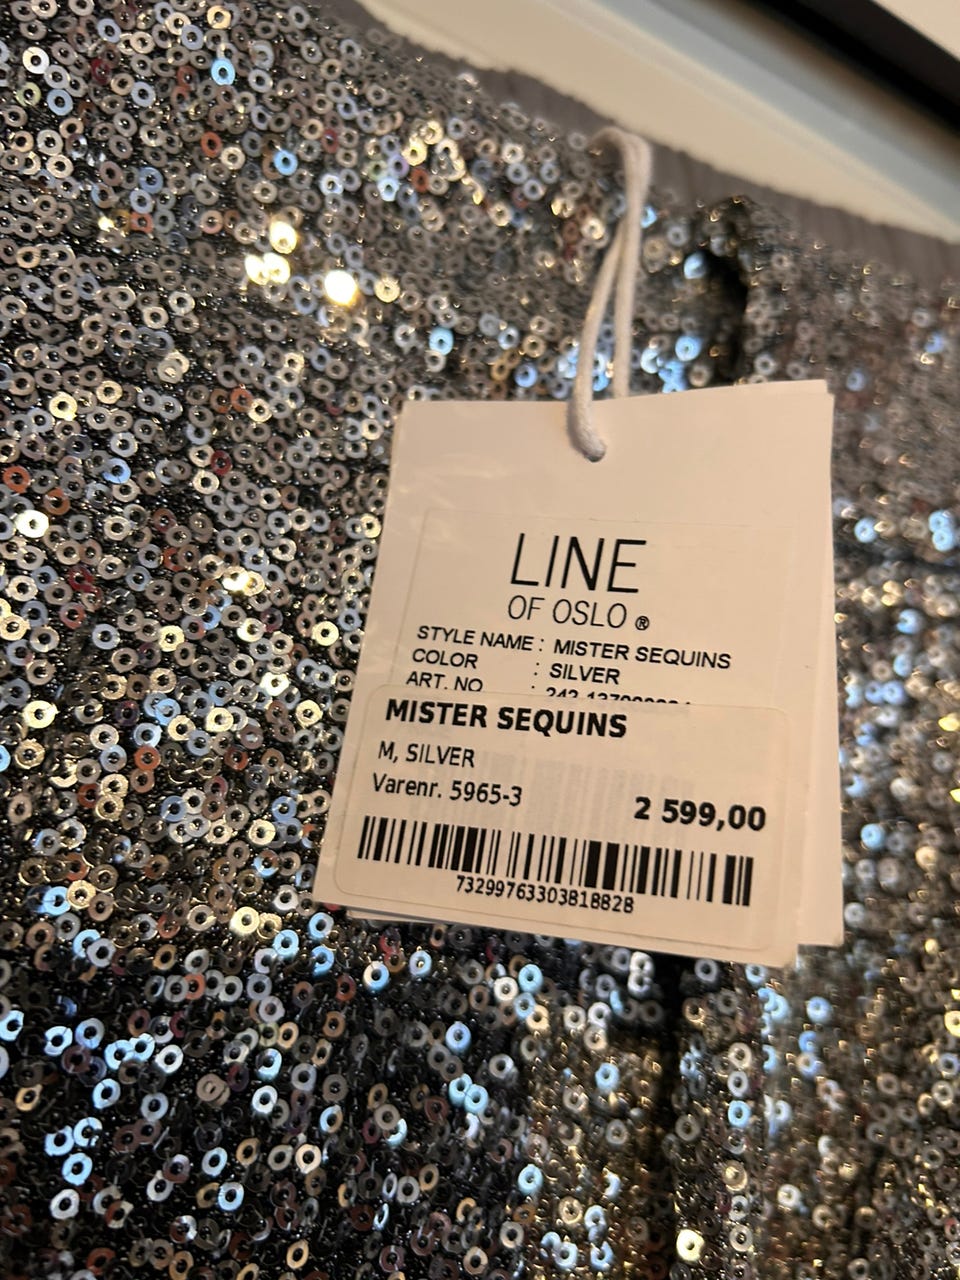 LINE
OF OSLO ®
STYLE NAME : MISTER SEQUINS
COLOR : SILVER
ART. NO :
MISTER SEQUINS
M, SILVER
Varenr. 5965-3
2 599,00
7329976330381882B